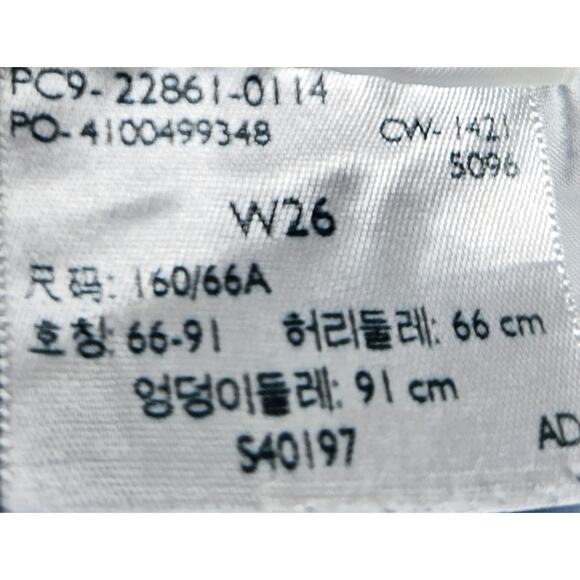 PC9-22861-0114
PO-4100499348 CW-1421
S096
W26
尺码: 160/66A
호칭: 66-91 허리둘레: 66 cm
엉덩이둘레: 91 cm
S40197
AD